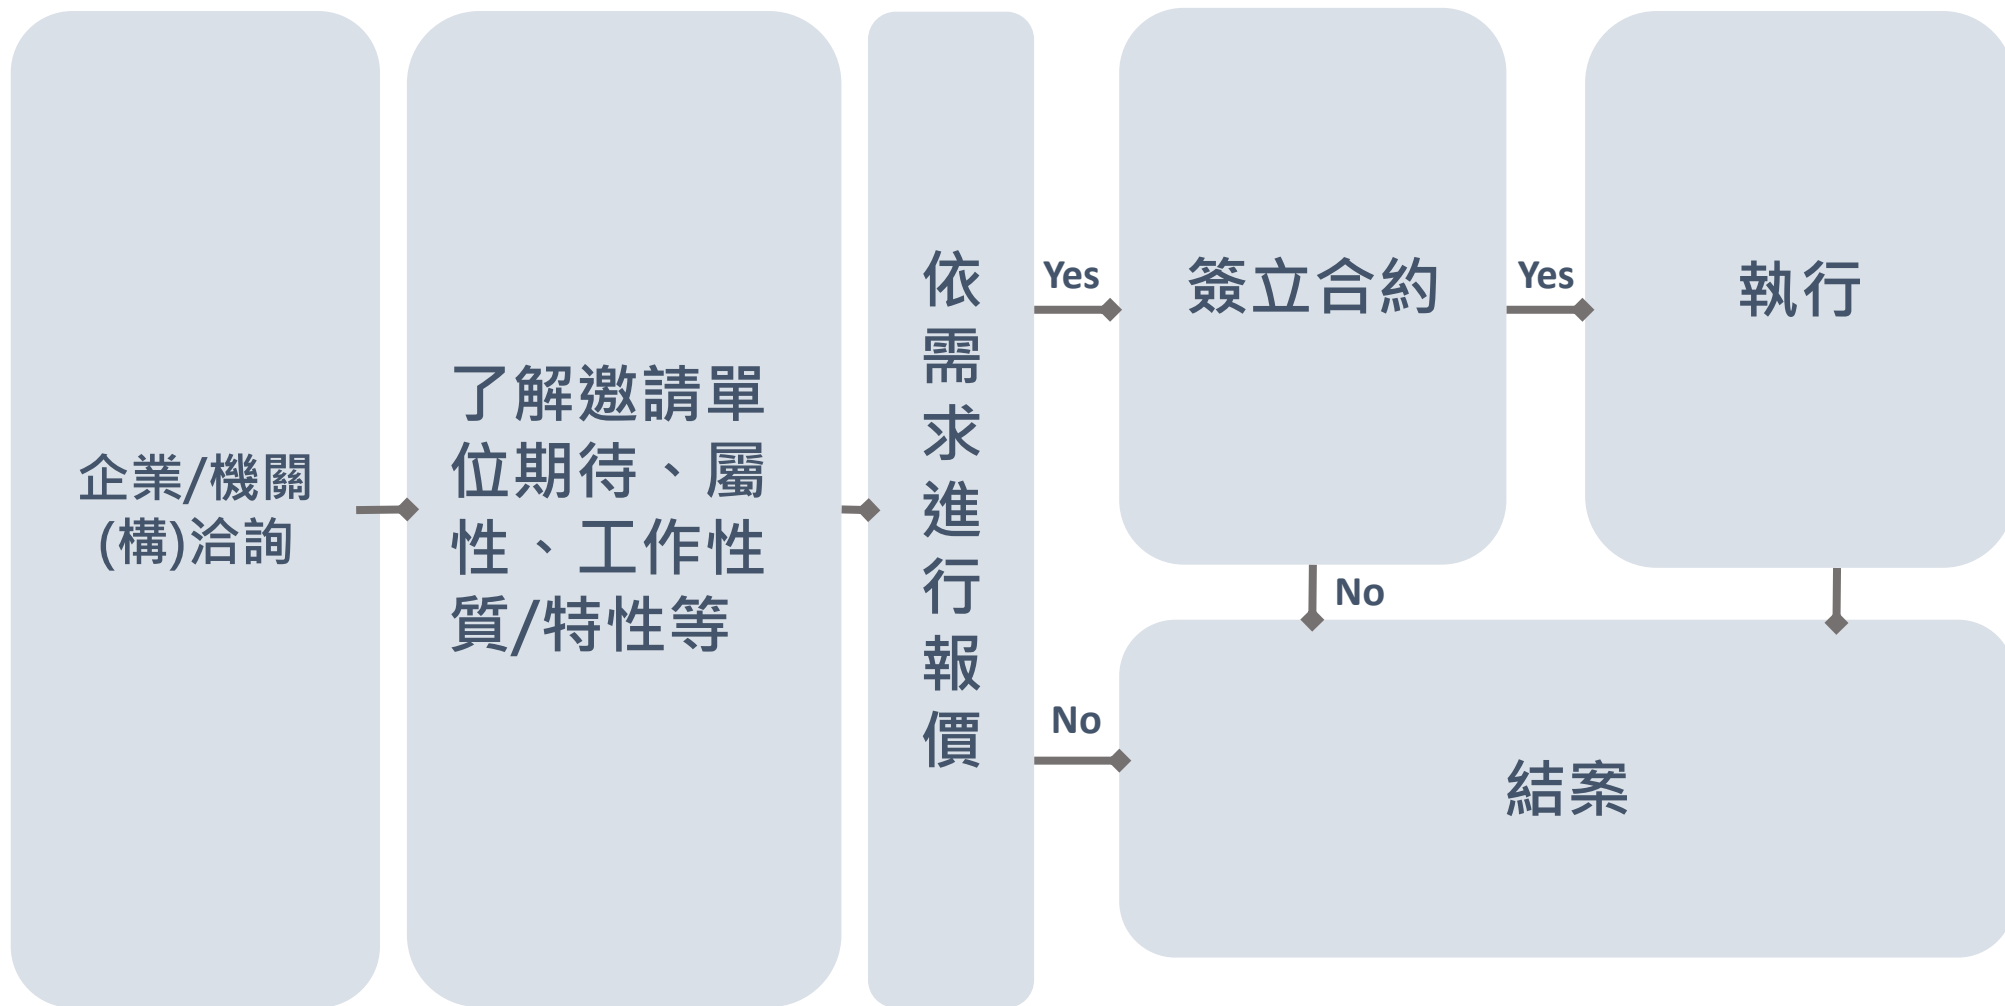 企業/機關
(構)洽詢
了解邀請單
位期待、屬
性、工作性
質/特性等
依需求進行報價
Yes
簽立合約
Yes
執行
No
No
結案